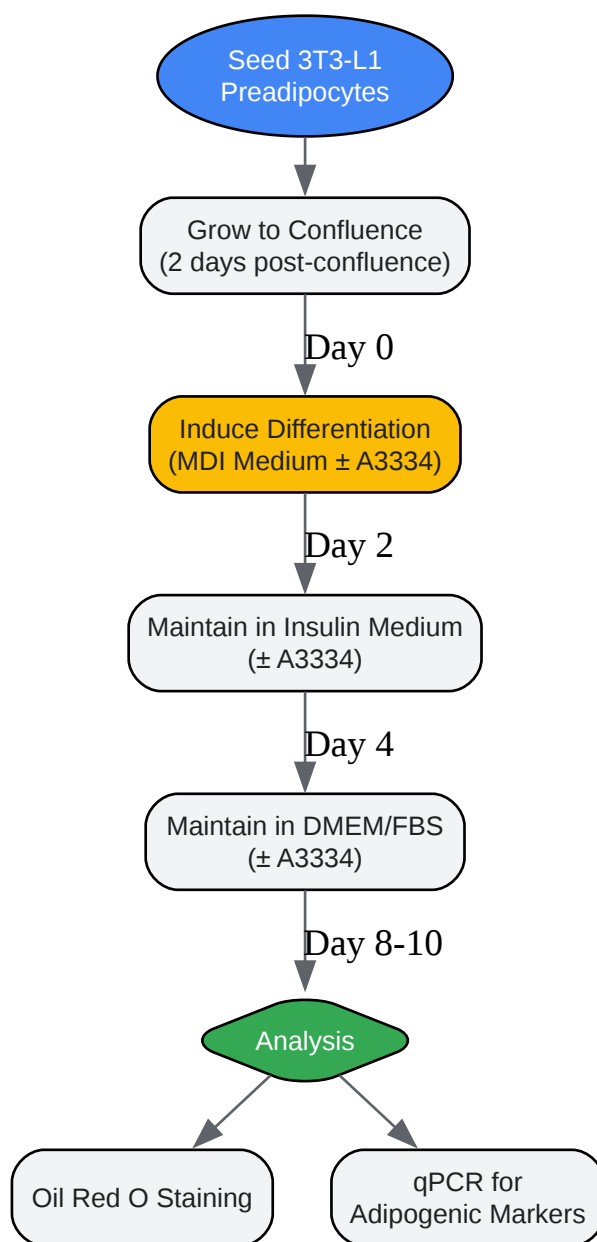 Seed 3T3-L1
Preadipocytes
Grow to Confluence
(2 days post-confluence)
Day 0
Induce Differentiation
(MDI Medium ± A3334)
Day 2
Maintain in Insulin Medium
(± A3334)
Day 4
Maintain in DMEM/FBS
(± A3334)
Day 8-10
Analysis
Oil Red O Staining
qPCR for
Adipogenic Markers